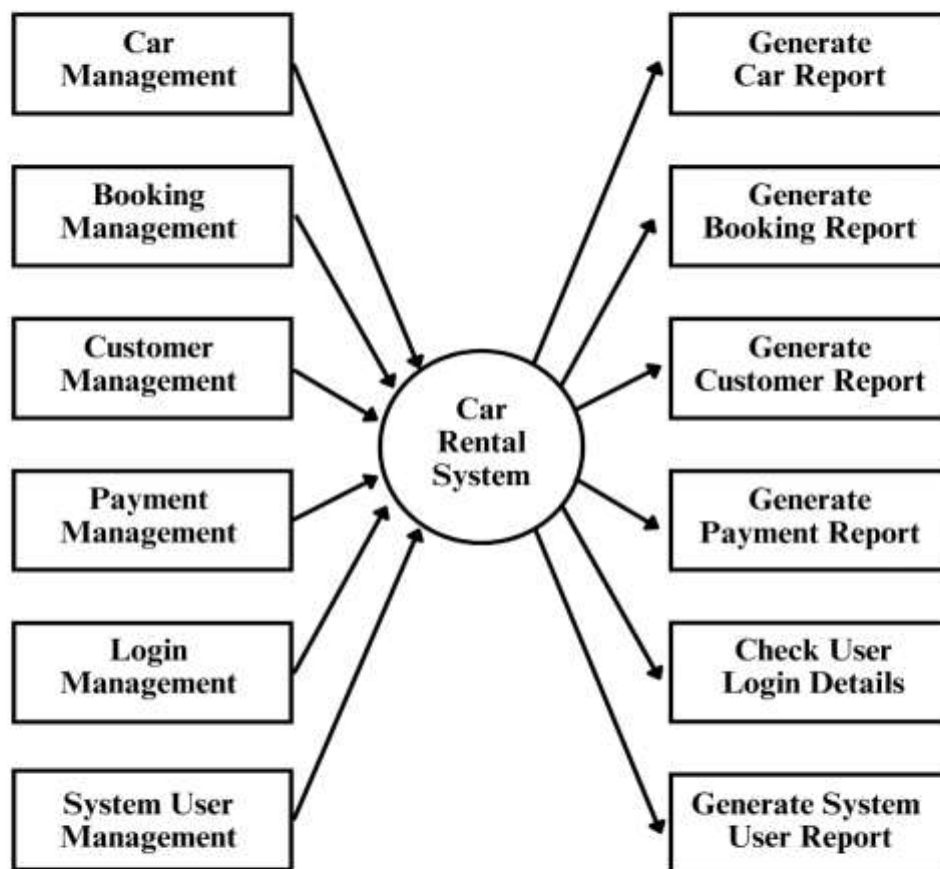 Car
Management
Booking
Management
Customer
Management
Payment
Management
Login
Management
System User
Management
Car
Rental
System
Generate
Car Report
Generate
Booking Report
Generate
Customer Report
Generate
Payment Report
Check User
Login Details
Generate System
User Report